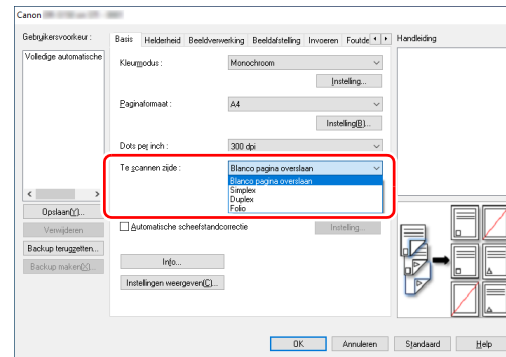 Canon
Gebruikersvoorkeur :
Volledige automatische
Opslaan(Y)...
Verwijderen
Backup terugzetten...
Backup maken(X)...
Basis Helderheid Beeldverwerking Beeldafstelling Invoeren Foutde
Kleurmodus : Monochroom
Instelling...
Paginaformaat : A4
Instelling(B)...
Dots per inch : 300 dpi
Te scannen zijde : Blanco pagina overslaan
Blanco pagina overslaan
Simplex
Duplex
Folio
Automatische scheefstandcorrectie Instelling...
Info...
Instellingen weergeven(C)...
Handleiding
OK Annuleren Standaard Help